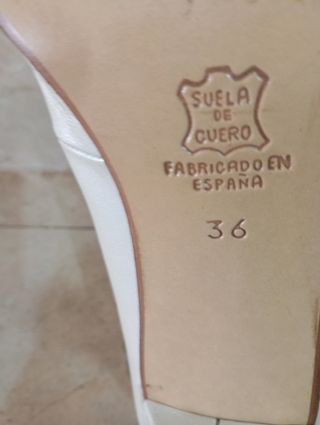 SUELA
DE
CUERO
FABRICADO EN
ESPAÑA
36